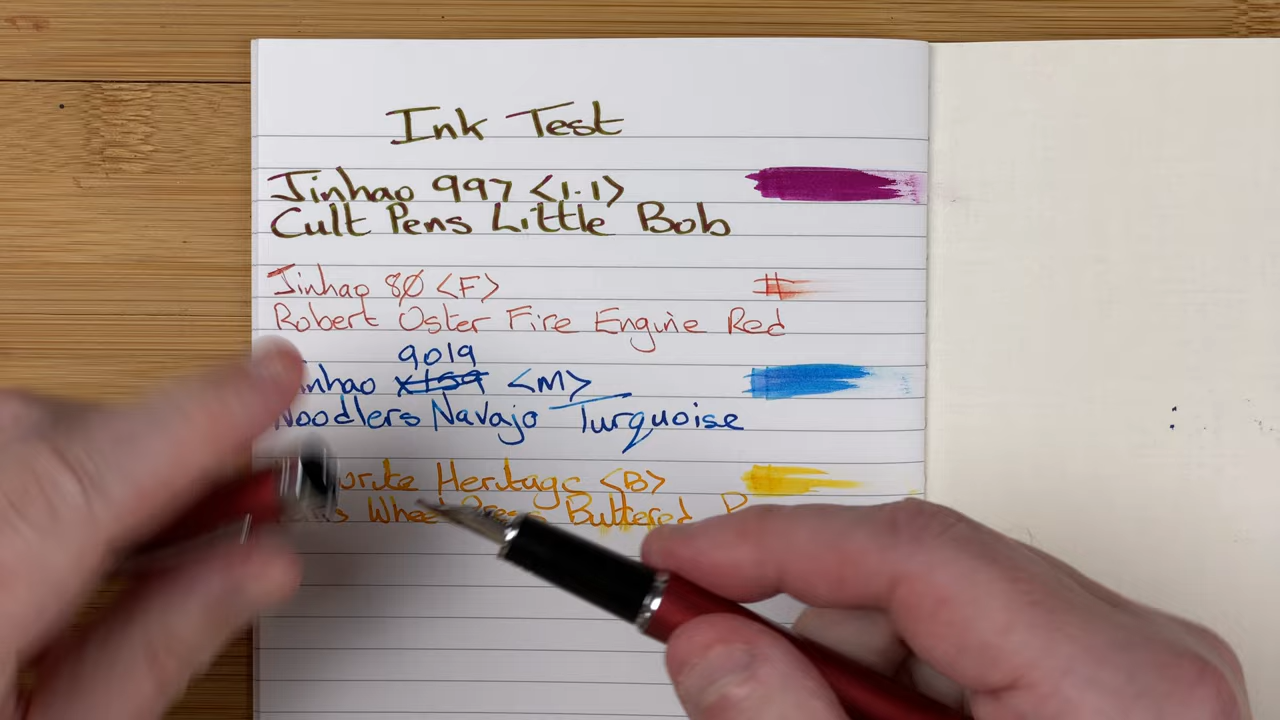 Ink Test
Jinhao 997 <1.1>
Cult Pens Little Bob
Jinhao 80 <F>
Robert Oster Fire Engine Red
9019
x159 <M>
Noodlers Navajo Turquoise
Heritage <B>
Buttered